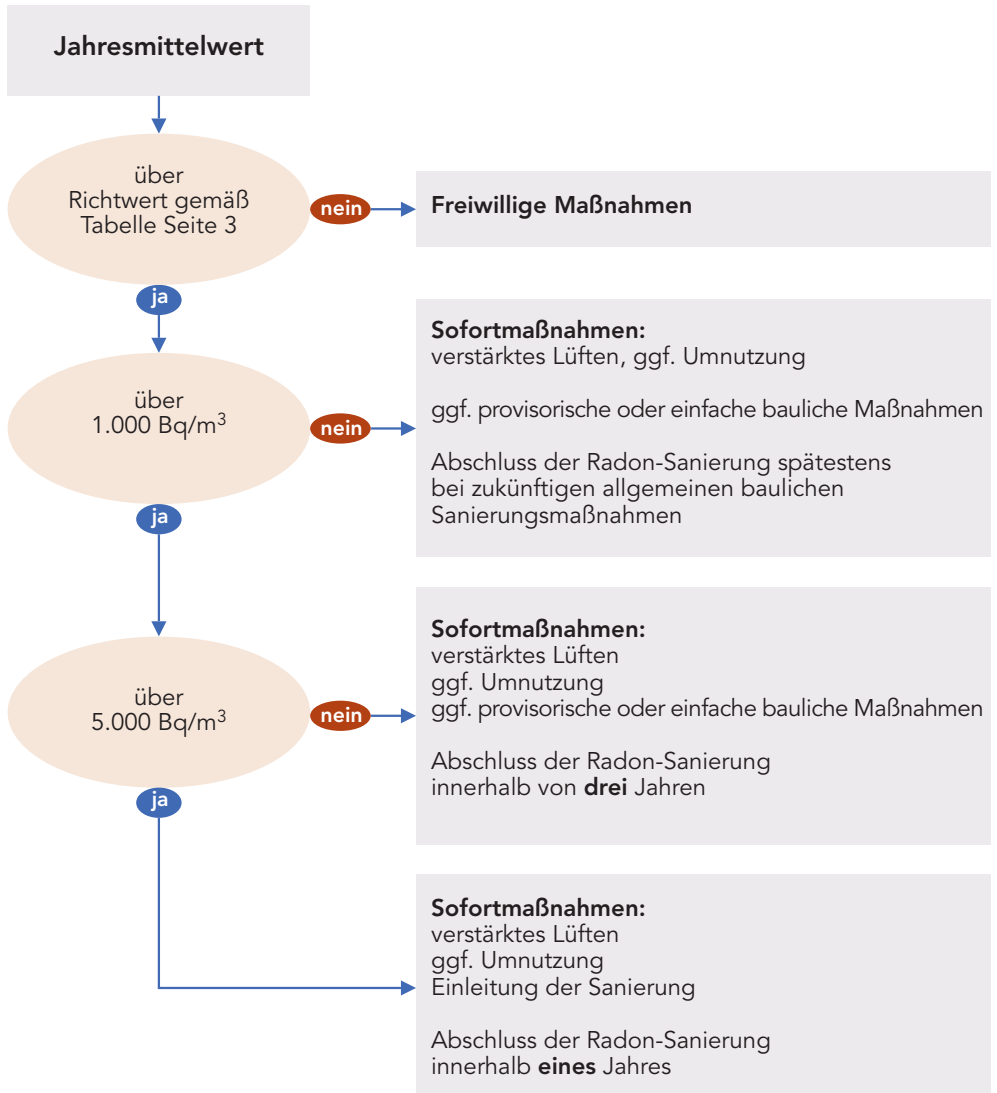 Jahresmittelwert
über
Richtwert gemäß
Tabelle Seite 3
nein
Freiwillige Maßnahmen
ja
über
1.000 Bq/m³
nein
Sofortmaßnahmen:
verstärktes Lüften, ggf. Umnutzung
ggf. provisorische oder einfache bauliche Maßnahmen
Abschluss der Radon-Sanierung spätestens
bei zukünftigen allgemeinen baulichen
Sanierungsmaßnahmen
ja
über
5.000 Bq/m³
nein
Sofortmaßnahmen:
verstärktes Lüften
ggf. Umnutzung
ggf. provisorische oder einfache bauliche Maßnahmen
Abschluss der Radon-Sanierung
innerhalb von drei Jahren
ja
Sofortmaßnahmen:
verstärktes Lüften
ggf. Umnutzung
Einleitung der Sanierung
Abschluss der Radon-Sanierung
innerhalb eines Jahres